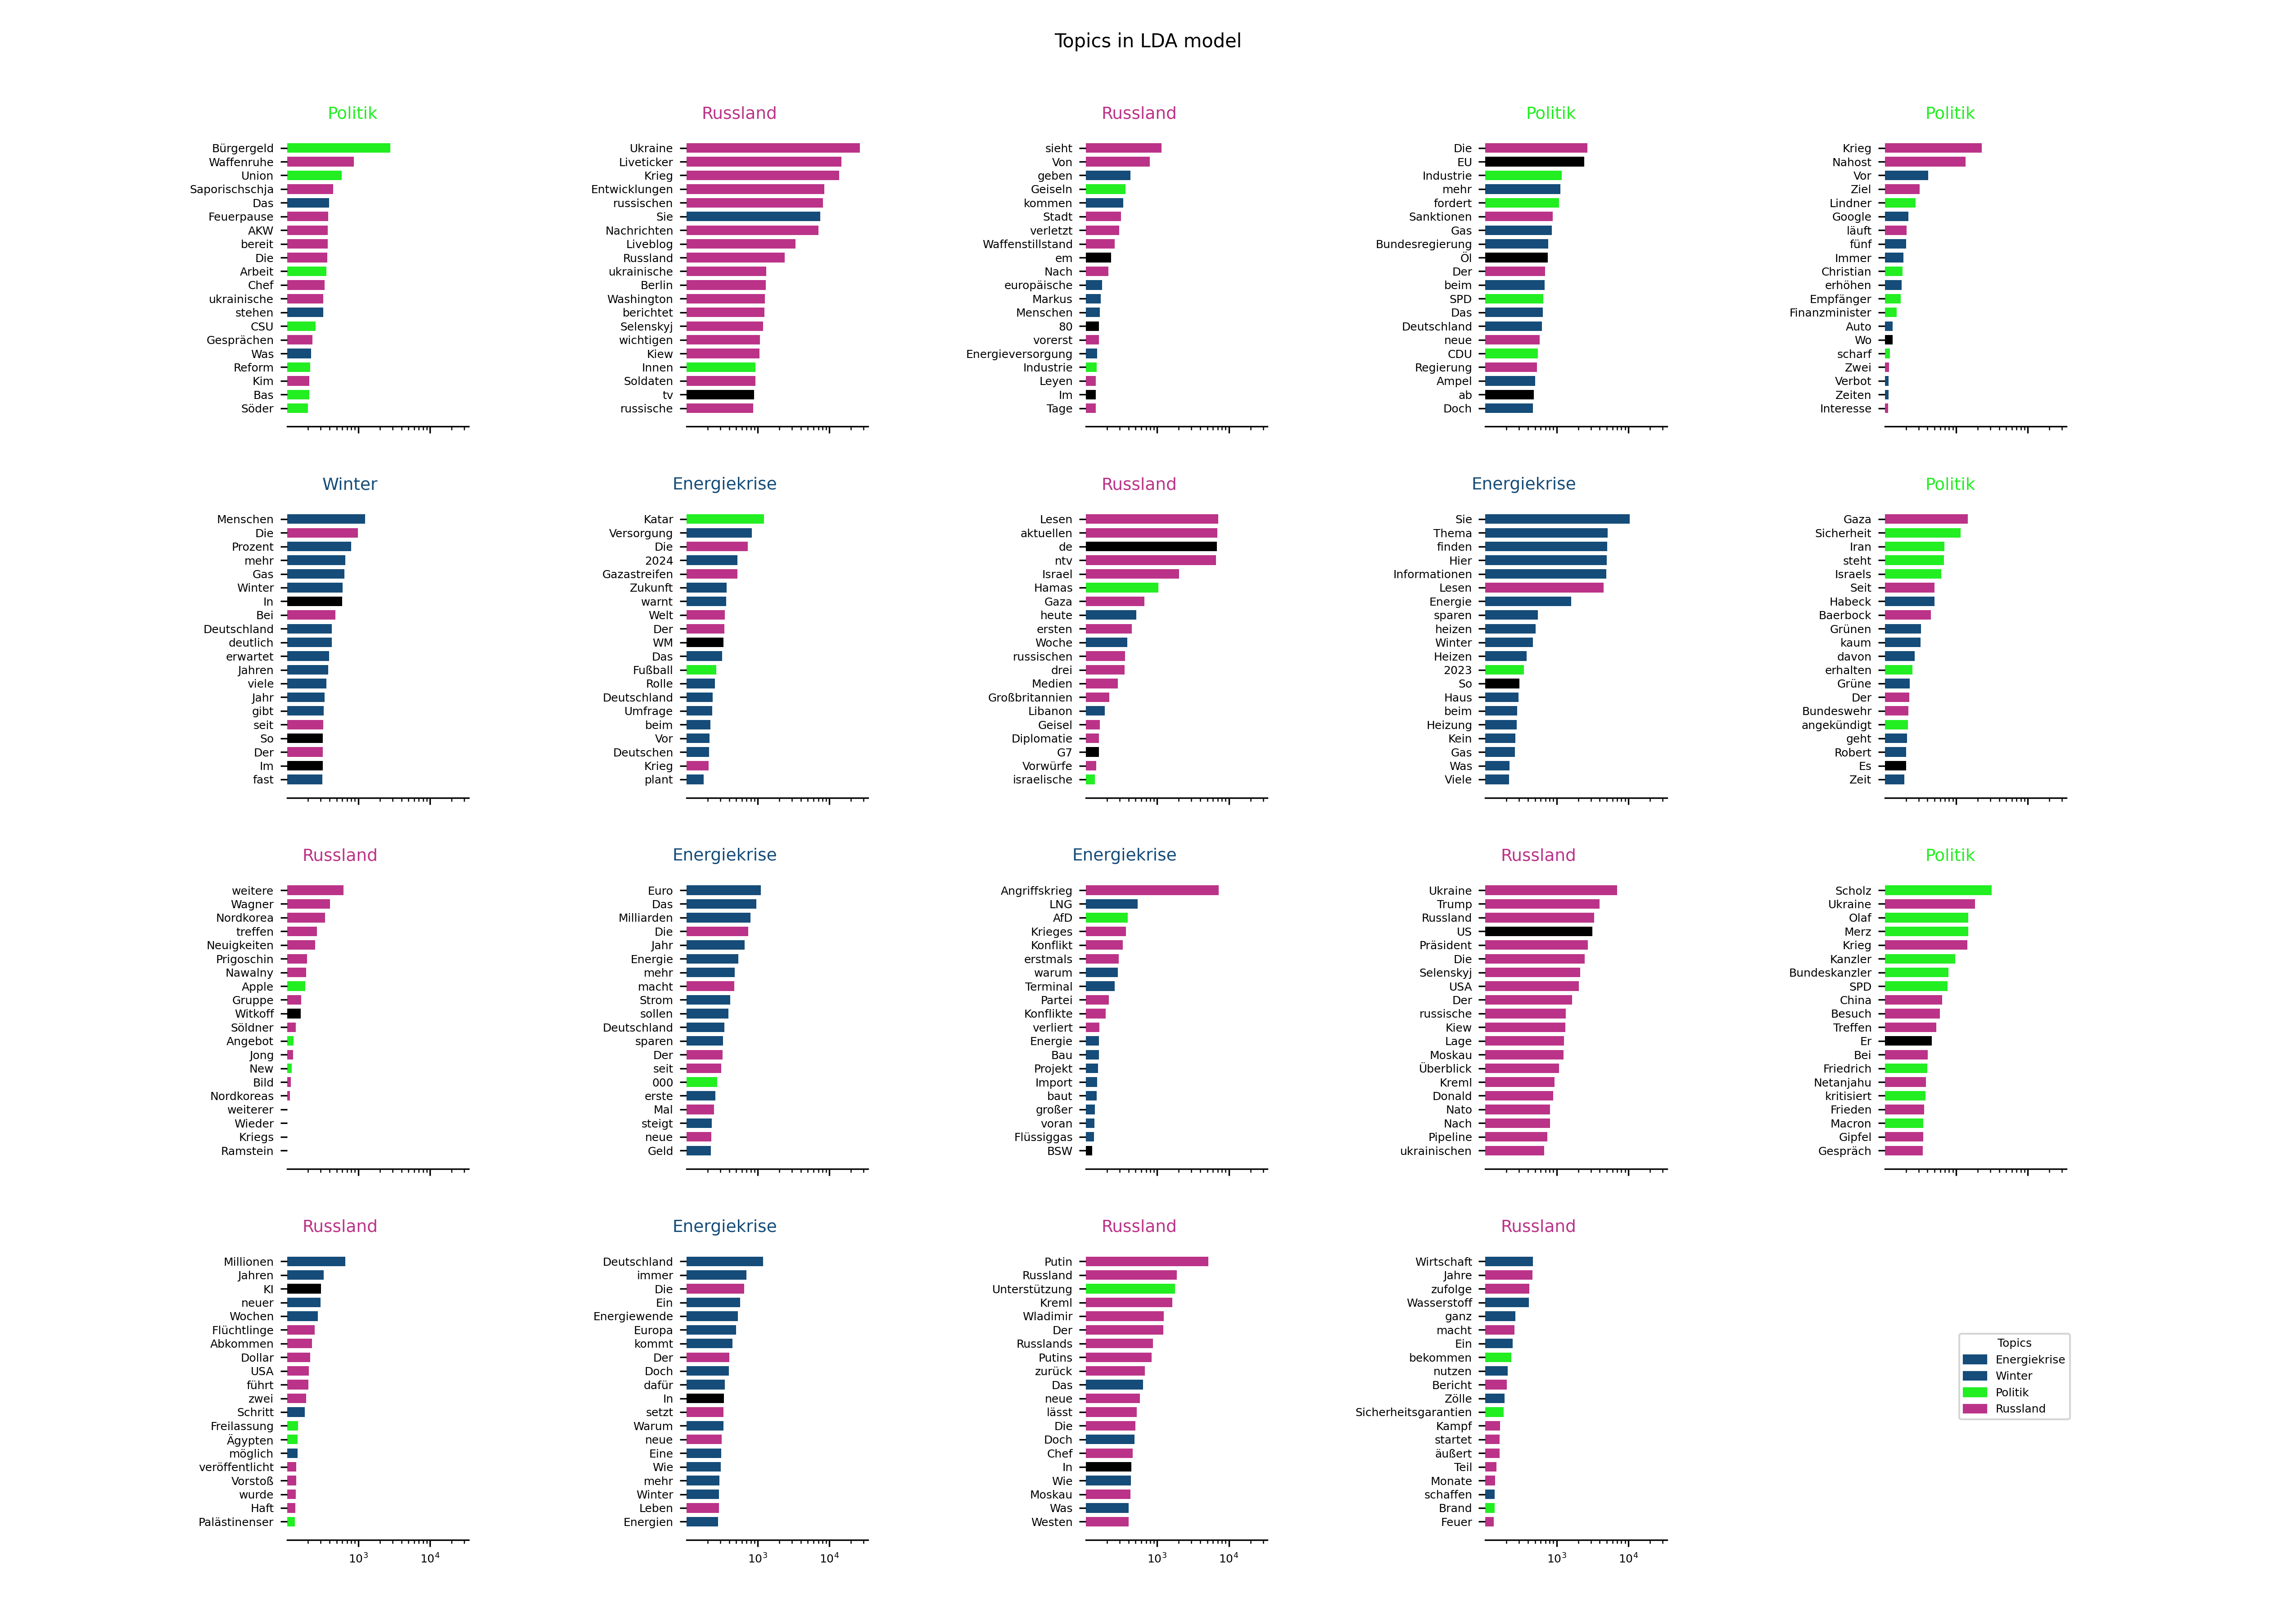 Topics in LDA model
Politik
Bürgergeld
Waffenruhe
Union
Saporischschja
Das
Feuerpause
AKW
bereit
Die
Arbeit
Chef
ukrainische
stehen
CSU
Gesprächen
Was
Reform
Kim
Bas
Söder
Russland
Ukraine
Liveticker
Krieg
Entwicklungen
russischen
Sie
Nachrichten
Liveblog
Russland
ukrainische
Berlin
Washington
berichtet
Selenskyj
wichtigen
Kiew
Innen
Soldaten
tv
russische
Russland
sieht
Von
geben
Geiseln
kommen
Stadt
verletzt
Waffenstillstand
em
Nach
europäische
Markus
Menschen
80
vorerst
Energieversorgung
Industrie
Leyen
Im
Tage
Politik
Die
EU
Industrie
mehr
fordert
Sanktionen
Gas
Bundesregierung
Öl
Der
beim
SPD
Das
Deutschland
neue
CDU
Regierung
Ampel
ab
Doch
Politik
Krieg
Nahost
Vor
Ziel
Lindner
Google
läuft
fünf
Immer
Christian
erhöhen
Empfänger
Finanzminister
Auto
Wo
scharf
Zwei
Verbot
Zeiten
Interesse
Winter
Menschen
Die
Prozent
mehr
Gas
Winter
In
Bei
Deutschland
deutlich
erwartet
Jahren
viele
Jahr
gibt
seit
So
Der
Im
fast
Energiekrise
Katar
Versorgung
Die
2024
Gazastreifen
Zukunft
warnt
Welt
Der
WM
Das
Fußball
Rolle
Deutschland
Umfrage
beim
Vor
Deutschen
Krieg
plant
Russland
Lesen
aktuellen
de
ntv
Israel
Hamas
Gaza
heute
ersten
Woche
russischen
drei
Medien
Großbritannien
Libanon
Geisel
Diplomatie
G7
Vorwürfe
israelische
Energiekrise
Sie
Thema
finden
Hier
Informationen
Lesen
Energie
sparen
heizen
Winter
Heizen
2023
So
Haus
beim
Heizung
Kein
Gas
Was
Viele
Politik
Gaza
Sicherheit
Iran
steht
Israels
Seit
Habeck
Baerbock
Grünen
kaum
davon
erhalten
Grüne
Der
Bundeswehr
angekündigt
geht
Robert
Es
Zeit
Russland
weitere
Wagner
Nordkorea
treffen
Neuigkeiten
Prigoschin
Nawalny
Apple
Gruppe
Witkoff
Söldner
Angebot
Jong
New
Bild
Nordkoreas
weiterer
Wieder
Kriegs
Ramstein
Energiekrise
Euro
Das
Milliarden
Die
Jahr
Energie
mehr
macht
Strom
sollen
Deutschland
sparen
Der
seit
000
erste
Mal
steigt
neue
Geld
Energiekrise
Angriffskrieg
LNG
AfD
Krieges
Konflikt
erstmals
warum
Terminal
Partei
Konflikte
verliert
Energie
Bau
Projekt
Import
baut
großer
voran
Flüssiggas
BSW
Russland
Ukraine
Trump
Russland
US
Präsident
Die
Selenskyj
USA
Der
russische
Kiew
Lage
Moskau
Überblick
Kreml
Donald
Nato
Nach
Pipeline
ukrainischen
Politik
Scholz
Ukraine
Olaf
Merz
Krieg
Kanzler
Bundeskanzler
SPD
China
Besuch
Treffen
Er
Bei
Friedrich
Netanjahu
kritisiert
Frieden
Macron
Gipfel
Gespräch
Russland
Millionen
Jahren
KI
neuer
Wochen
Flüchtlinge
Abkommen
Dollar
USA
führt
zwei
Schritt
Freilassung
Ägypten
möglich
veröffentlicht
Vorstoß
wurde
Haft
Palästinenser
10³ 10⁴
Energiekrise
Deutschland
immer
Die
Ein
Energiewende
Europa
kommt
Der
Doch
dafür
In
setzt
Warum
neue
Eine
Wie
mehr
Winter
Leben
Energien
10³ 10⁴
Russland
Putin
Russland
Unterstützung
Kreml
Wladimir
Der
Russlands
Putins
zurück
Das
neue
lässt
Die
Doch
Chef
In
Wie
Moskau
Was
Westen
10³ 10⁴
Russland
Wirtschaft
Jahre
zufolge
Wasserstoff
ganz
macht
Ein
bekommen
nutzen
Bericht
Zölle
Sicherheitsgarantien
Kampf
startet
äußert
Teil
Monate
schaffen
Brand
Feuer
10³ 10⁴
Topics
Energiekrise
Winter
Politik
Russland